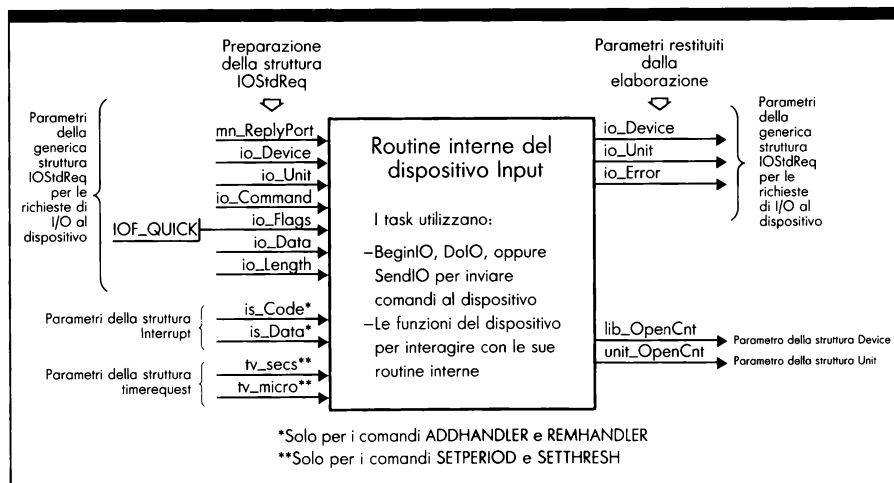 Preparazione
della struttura
IOStdReq
Parametri restituiti
dalla
elaborazione
Parametri
della
generica
struttura
IOStdReq
per le
richieste
di I/O al
dispositivo
IOF_QUICK
mn_ReplyPort
io_Device
io_Unit
io_Command
io_Flags
io_Data
io_Length
Parametri della struttura
Interrupt
is_Code*
is_Data*
Parametri della struttura
timerequest
tv_secs**
tv_micro**
Routine interne del
dispositivo Input
I task utilizzano:
–BeginIO, DoIO, oppure
SendIO per inviare
comandi al dispositivo
–Le funzioni del dispositivo
per interagire con le sue
routine interne
io_Device
io_Unit
io_Error
Parametri
della
generica
struttura
IOStdReq
per le
richieste
di I/O al
dispositivo
lib_OpenCnt
Parametro della struttura Device
unit_OpenCnt
Parametro della struttura Unit
*Solo per i comandi ADDHANDLER e REMHANDLER
**Solo per i comandi SETPERIOD e SETTHRESH